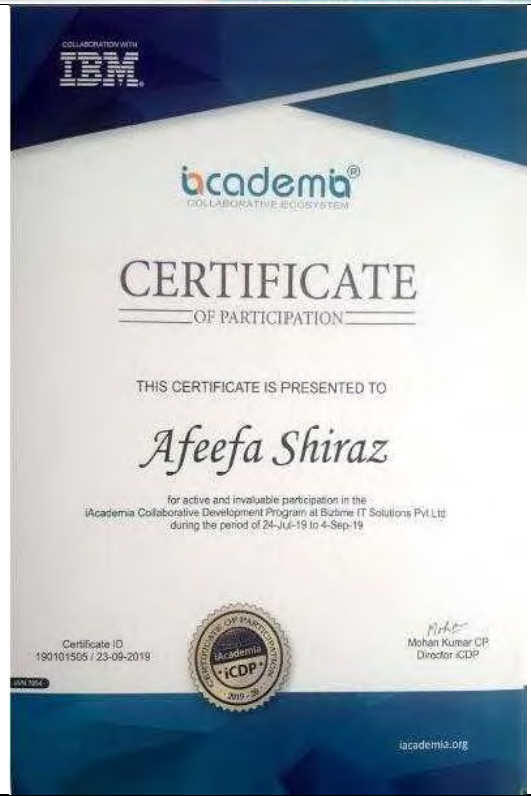 COLLABORATION WITH
IBM®
iacademia®
COLLABORATIVE ECOSYSTEM
CERTIFICATE
OF PARTICIPATION
THIS CERTIFICATE IS PRESENTED TO
Afeefa Shiraz
for active and invaluable participation in the
iAcademia Collaborative Development Program at Biztime IT Solutions Pvt Ltd
during the period of 24-Jul-19 to 4-Sep-19
Certificate ID
190101505 / 23-09-2019
CERTIFICATE OF PARTICIPATION
iAcademia
iCDP
2019 - 20
Mohan Kumar CP
Director iCDP
iacademia.org